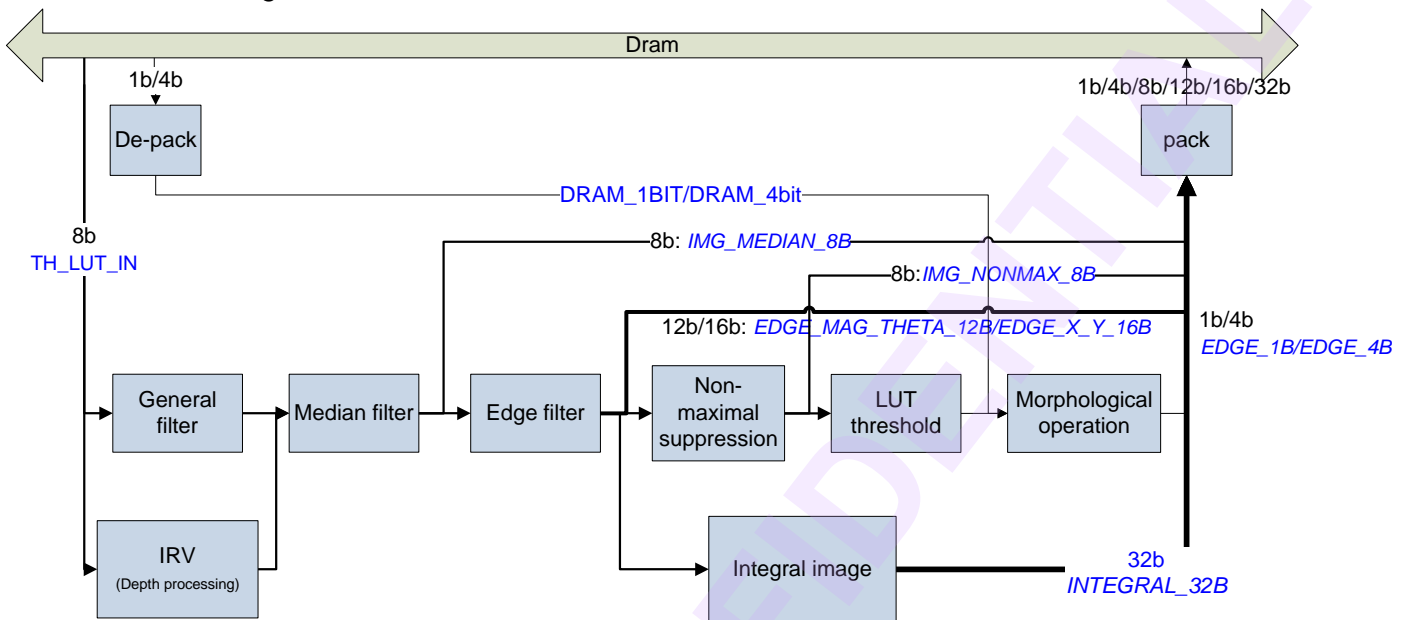 Dram
1b/4b
1b/4b/8b/12b/16b/32b
De-pack
pack
DRAM_1BIT/DRAM_4bit
8b
TH_LUT_IN
8b: IMG_MEDIAN_8B
8b:IMG_NONMAX_8B
12b/16b: EDGE_MAG_THETA_12B/EDGE_X_Y_16B
1b/4b
EDGE_1B/EDGE_4B
General
filter
Median filter
Edge filter
Non-
maximal
suppression
LUT
threshold
Morphological
operation
IRV
(Depth processing)
Integral image
32b
INTEGRAL_32B
FIDENTIAL